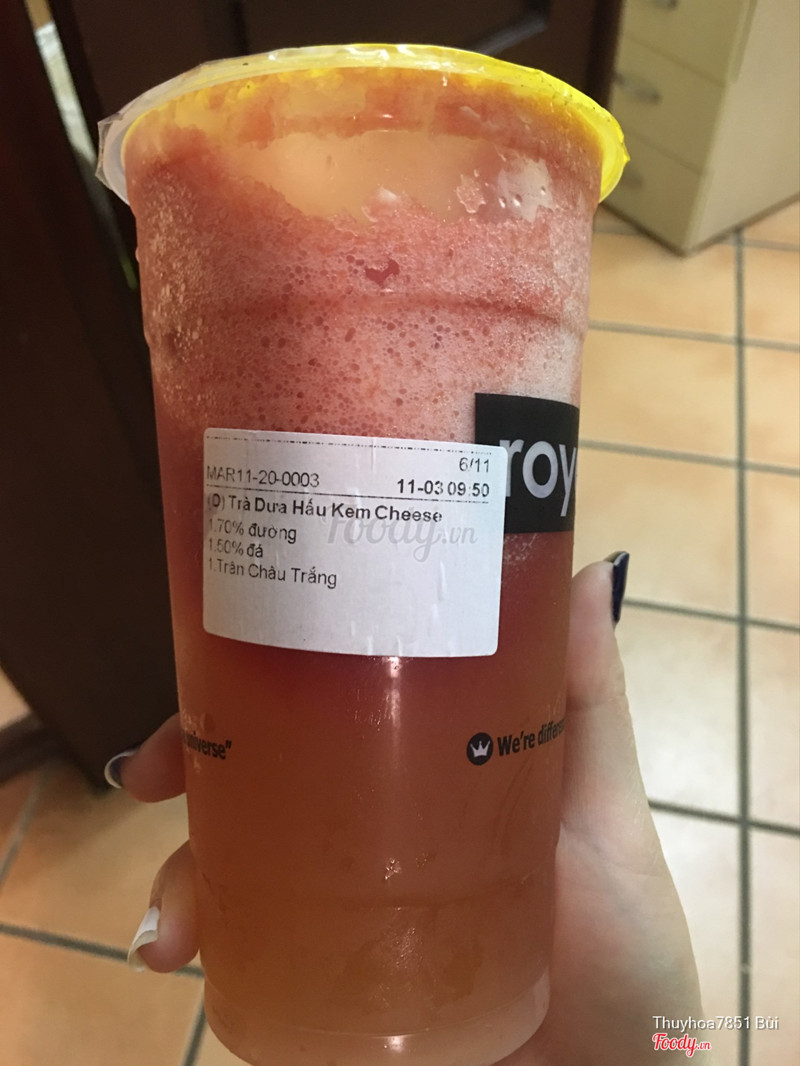 roy
6/11
MAR11-20-0003
11-03 09:50
(D) Trà Dưa Hấu Kem Cheese
1.70% đường
1.50% đá
1.Trân Châu Trắng
Foody.vn
universe"
We're differe
Thuyhoa7851 Bùi
Foody.vn